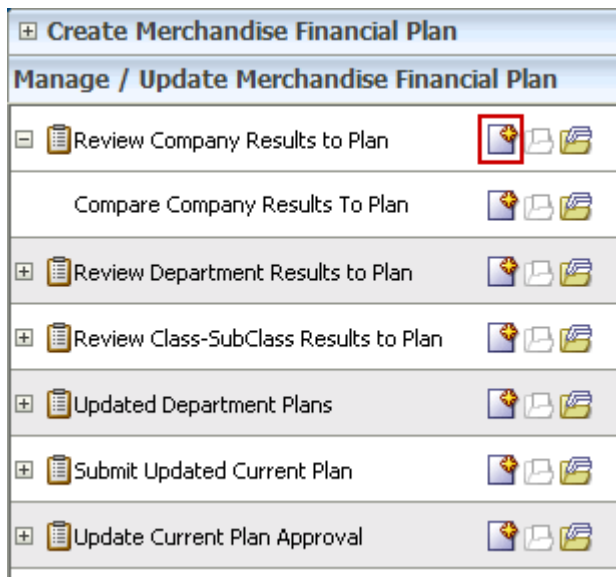 Create Merchandise Financial Plan
Manage / Update Merchandise Financial Plan
Review Company Results to Plan
Compare Company Results To Plan
Review Department Results to Plan
Review Class-SubClass Results to Plan
Updated Department Plans
Submit Updated Current Plan
Update Current Plan Approval